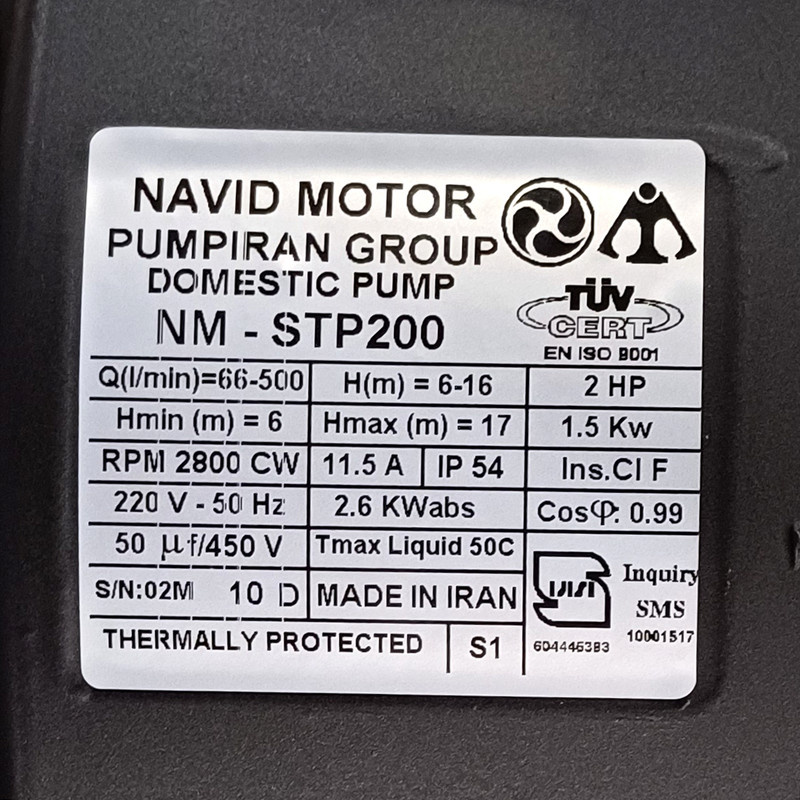 NAVID MOTOR
PUMPIRAN GROUP
DOMESTIC PUMP
NM - STP200
TÜV
CERT
EN ISO 9001
Q(l/min)=66-500 H(m) = 6-16 2 HP
Hmin (m) = 6 Hmax (m) = 17 1.5 Kw
RPM 2800 CW 11.5 A IP 54 Ins.Cl F
220 V - 50 Hz 2.6 KWabs Cosφ: 0.99
50 μf/450 V Tmax Liquid 50C
S/N:02M 10 D MADE IN IRAN
THERMALLY PROTECTED S1
Inquiry
SMS
10001517
604445383